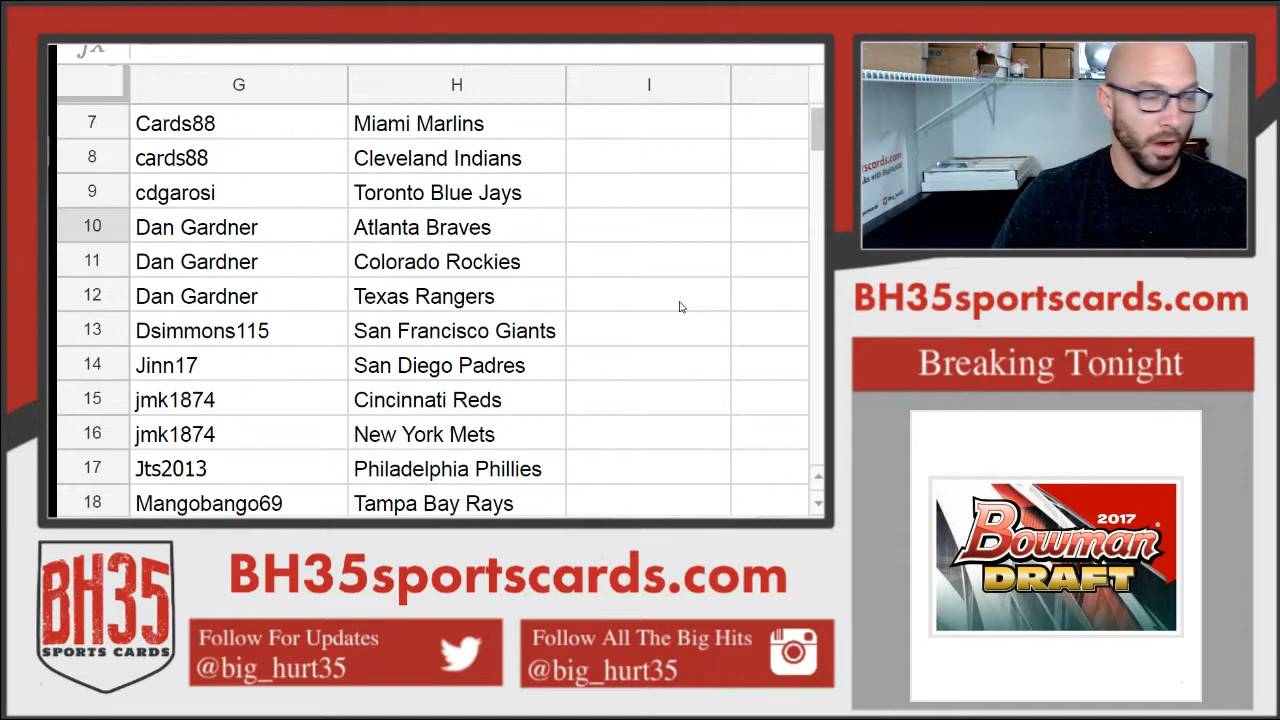 fx
G H I
7 Cards88 Miami Marlins
8 cards88 Cleveland Indians
9 cdgarosi Toronto Blue Jays
10 Dan Gardner Atlanta Braves
11 Dan Gardner Colorado Rockies
12 Dan Gardner Texas Rangers
13 Dsimmons115 San Francisco Giants
14 Jinn17 San Diego Padres
15 jmk1874 Cincinnati Reds
16 jmk1874 New York Mets
17 Jts2013 Philadelphia Phillies
18 Mangobango69 Tampa Bay Rays
BH35sportscards.com
Breaking Tonight
2017
Bowman
DRAFT
BH35
SPORTS CARDS
BH35sportscards.com
Follow For Updates
@big_hurt35
Follow All The Big Hits
@big_hurt35